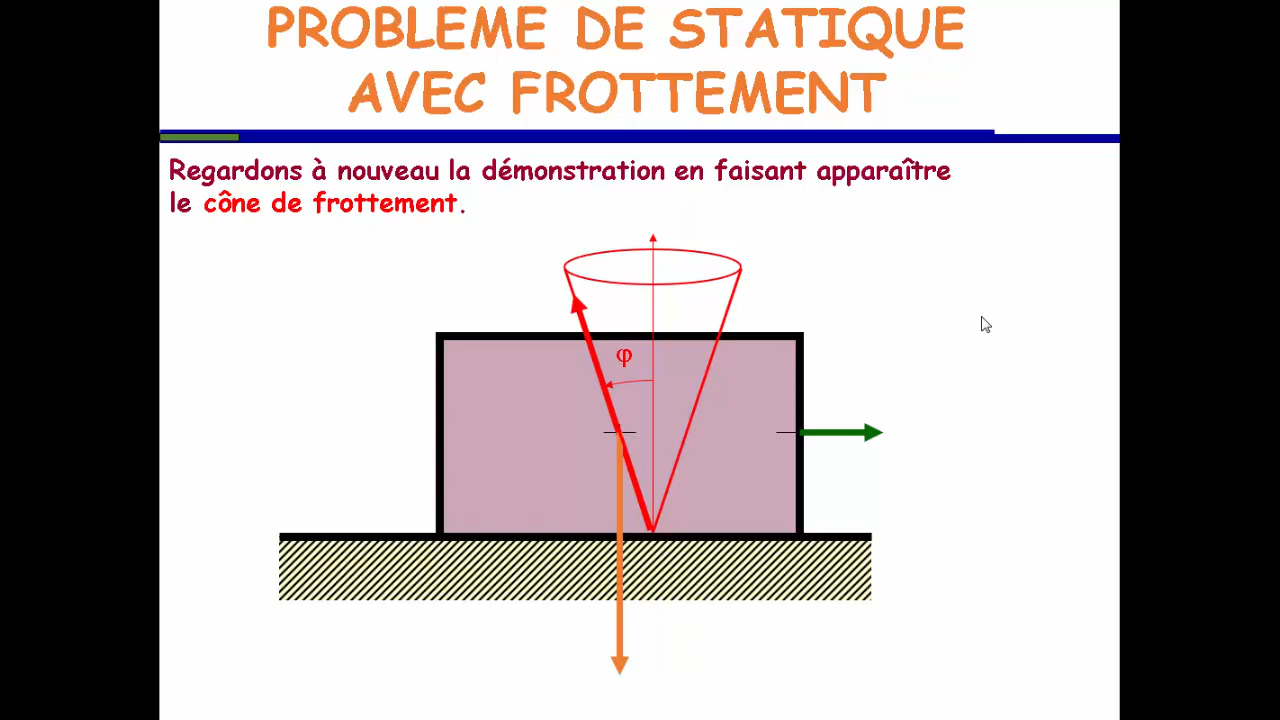 PROBLEME DE STATIQUE
AVEC FROTTEMENT
Regardons à nouveau la démonstration en faisant apparaître
le cône de frottement.
φ